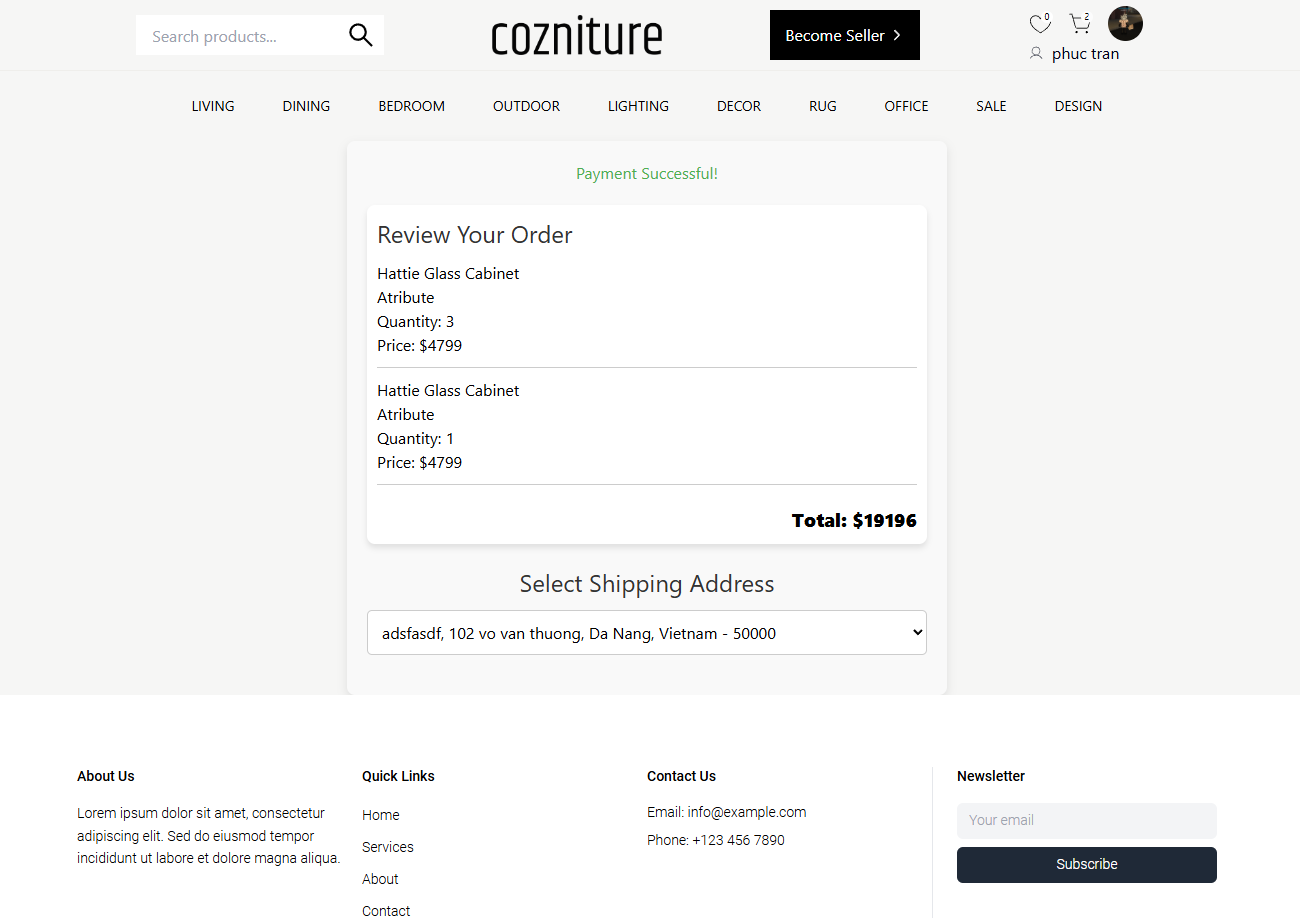 Search products...
cozniture
Become Seller
0
2
phuc tran
LIVING DINING BEDROOM OUTDOOR LIGHTING DECOR RUG OFFICE SALE DESIGN
Payment Successful!
Review Your Order
Hattie Glass Cabinet
Atribute
Quantity: 3
Price: $4799
Hattie Glass Cabinet
Atribute
Quantity: 1
Price: $4799
Total: $19196
Select Shipping Address
adsfasdf, 102 vo van thuong, Da Nang, Vietnam - 50000
About Us
Lorem ipsum dolor sit amet, consectetur
adipiscing elit. Sed do eiusmod tempor
incididunt ut labore et dolore magna aliqua.
Quick Links
Home
Services
About
Contact
Contact Us
Email: info@example.com
Phone: +123 456 7890
Newsletter
Your email
Subscribe